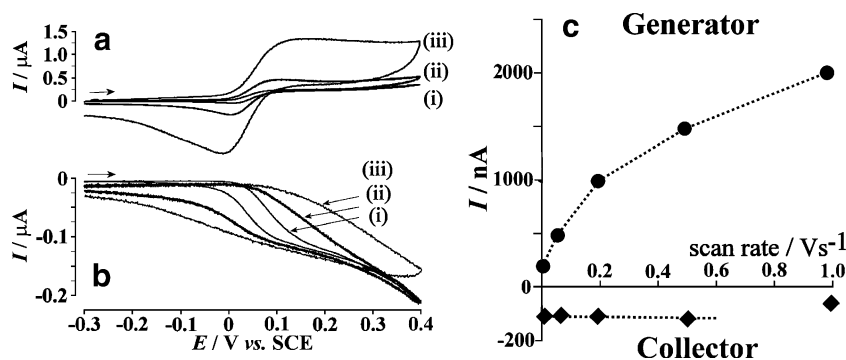 a
I / μA
1.5
1.0
0.5
0
(iii)
(ii)
(i)
b
I / μA
0
-0.1
-0.2
(iii)
(ii)
(i)
-0.3 -0.2 -0.1 0 0.1 0.2 0.3 0.4
E / V vs. SCE
c
Generator
I / nA
2000
1000
0
-200
scan rate / Vs-1
0.2 0.4 0.6 0.8 1.0
Collector